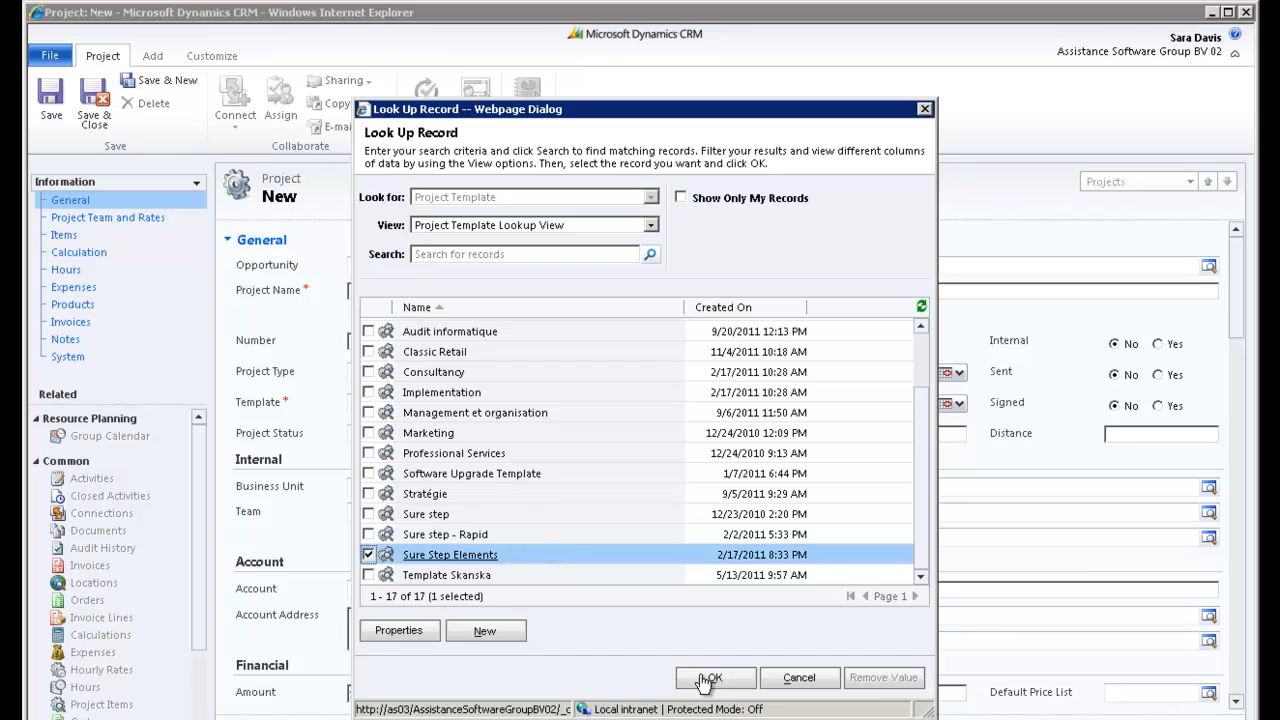 Project: New - Microsoft Dynamics CRM - Windows Internet Explorer
Microsoft Dynamics CRM
Sara Davis
Assistance Software Group BV 02
File Project Add Customize
Save
Save & Close
Save & New
Delete
Save
Connect
Assign
Sharing
Copy
E-mai
Collaborate
Information
General
Project Team and Rates
Items
Calculation
Hours
Expenses
Products
Invoices
Notes
System
Related
Resource Planning
Group Calendar
Common
Activities
Closed Activities
Connections
Documents
Audit History
Invoices
Locations
Orders
Invoice Lines
Calculations
Expenses
Hourly Rates
Hours
Project Items
Project
New
Projects
General
Opportunity
Project Name *
Number
Project Type
Template *
Project Status
Internal
Business Unit
Team
Account
Account
Account Address
Financial
Amount
Internal No Yes
Sent No Yes
Signed No Yes
Distance
Default Price List
Look Up Record -- Webpage Dialog
Look Up Record
Enter your search criteria and click Search to find matching records. Filter your results and view different columns
of data by using the View options. Then, select the record you want and click OK.
Look for: Project Template
Show Only My Records
View: Project Template Lookup View
Search: Search for records
Name Created On
Audit informatique 9/20/2011 12:13 PM
Classic Retail 11/4/2011 10:18 AM
Consultancy 2/17/2011 10:28 AM
Implementation 2/17/2011 10:28 AM
Management et organisation 9/6/2011 11:50 AM
Marketing 12/24/2010 12:09 PM
Professional Services 12/24/2010 9:13 AM
Software Upgrade Template 1/7/2011 6:44 PM
Stratégie 9/5/2011 9:29 AM
Sure step 12/23/2010 2:20 PM
Sure step - Rapid 2/2/2011 5:33 PM
Sure Step Elements 2/17/2011 8:33 PM
Template Skanska 5/13/2011 9:57 AM
1 - 17 of 17 (1 selected)
Page 1
Properties New
OK Cancel Remove Value
http://as03/AssistanceSoftwareGroupBV02/_c Local intranet | Protected Mode: Off